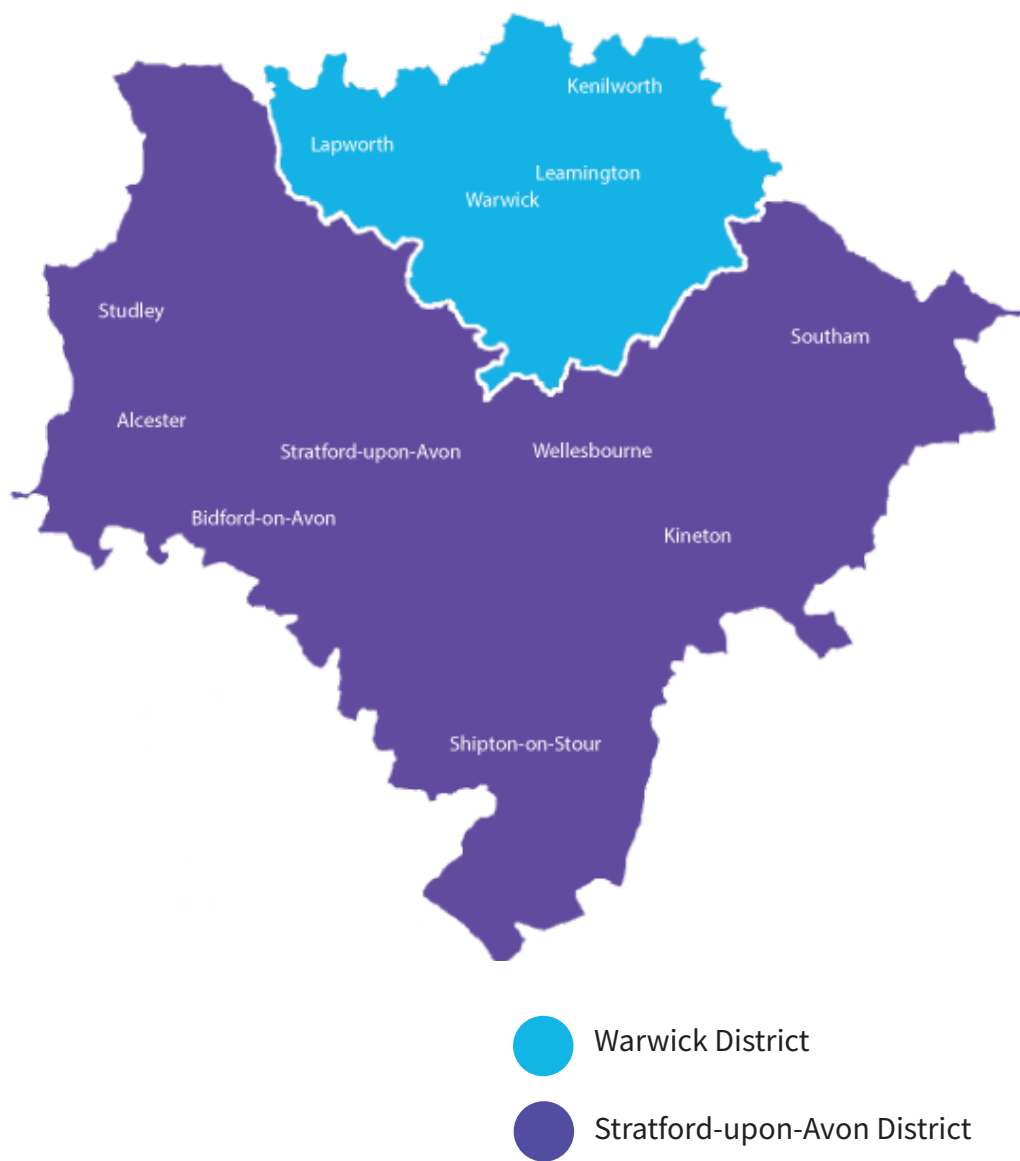 Kenilworth
Lapworth
Leamington
Warwick
Studley
Southam
Alcester
Stratford-upon-Avon
Wellesbourne
Bidford-on-Avon
Kineton
Shipton-on-Stour
Warwick District
Stratford-upon-Avon District